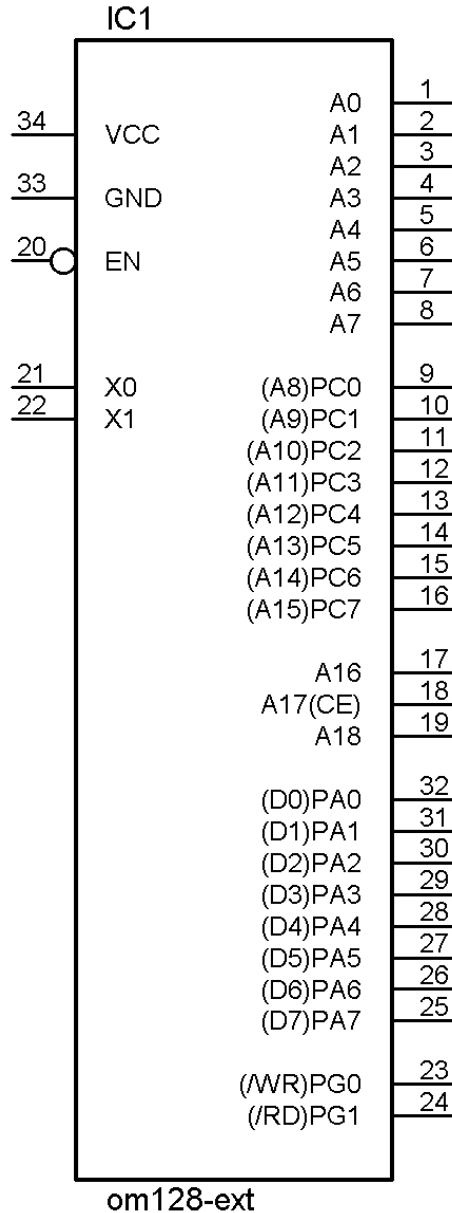 IC1
A0 1
34 VCC A1 2
A2 3
33 GND A3 4
A4 5
20 EN A5 6
A6 7
A7 8
21 X0 (A8)PC0 9
22 X1 (A9)PC1 10
(A10)PC2 11
(A11)PC3 12
(A12)PC4 13
(A13)PC5 14
(A14)PC6 15
(A15)PC7 16
A16 17
A17(CE) 18
A18 19
(D0)PA0 32
(D1)PA1 31
(D2)PA2 30
(D3)PA3 29
(D4)PA4 28
(D5)PA5 27
(D6)PA6 26
(D7)PA7 25
(/WR)PG0 23
(/RD)PG1 24
om128-ext